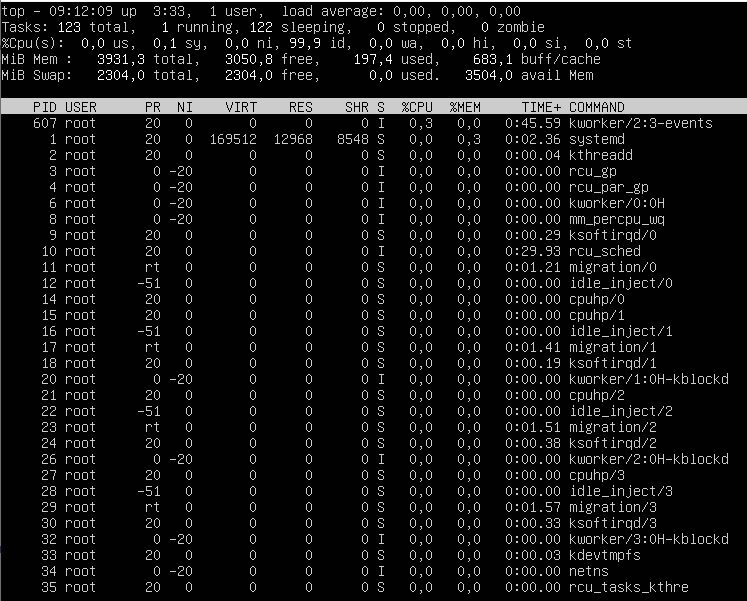 top - 09:12:09 up  3:33,  1 user,  load average: 0,00, 0,00, 0,00
Tasks: 123 total,   1 running, 122 sleeping,   0 stopped,   0 zombie
%Cpu(s):  0,0 us,  0,1 sy,  0,0 ni, 99,9 id,  0,0 wa,  0,0 hi,  0,0 si,  0,0 st
MiB Mem :   3931,3 total,   3050,8 free,    197,4 used,    683,1 buff/cache
MiB Swap:   2304,0 total,   2304,0 free,      0,0 used.   3504,0 avail Mem
PID USER      PR  NI    VIRT    RES    SHR S  %CPU  %MEM     TIME+ COMMAND
607 root      20   0       0      0      0 I   0,3   0,0   0:45.59 kworker/2:3-events
1 root      20   0  169512  12968   8548 S   0,0   0,3   0:02.36 systemd
2 root      20   0       0      0      0 S   0,0   0,0   0:00.04 kthreadd
3 root       0 -20       0      0      0 I   0,0   0,0   0:00.00 rcu_gp
4 root       0 -20       0      0      0 I   0,0   0,0   0:00.00 rcu_par_gp
6 root       0 -20       0      0      0 I   0,0   0,0   0:00.00 kworker/0:0H
8 root       0 -20       0      0      0 I   0,0   0,0   0:00.00 mm_percpu_wq
9 root      20   0       0      0      0 S   0,0   0,0   0:00.29 ksoftirqd/0
10 root      20   0       0      0      0 I   0,0   0,0   0:29.93 rcu_sched
11 root      rt   0       0      0      0 S   0,0   0,0   0:01.21 migration/0
12 root     -51   0       0      0      0 S   0,0   0,0   0:00.00 idle_inject/0
14 root      20   0       0      0      0 S   0,0   0,0   0:00.00 cpuhp/0
15 root      20   0       0      0      0 S   0,0   0,0   0:00.00 cpuhp/1
16 root     -51   0       0      0      0 S   0,0   0,0   0:00.00 idle_inject/1
17 root      rt   0       0      0      0 S   0,0   0,0   0:01.41 migration/1
18 root      20   0       0      0      0 S   0,0   0,0   0:00.19 ksoftirqd/1
20 root       0 -20       0      0      0 I   0,0   0,0   0:00.00 kworker/1:0H-kblockd
21 root      20   0       0      0      0 S   0,0   0,0   0:00.00 cpuhp/2
22 root     -51   0       0      0      0 S   0,0   0,0   0:00.00 idle_inject/2
23 root      rt   0       0      0      0 S   0,0   0,0   0:01.51 migration/2
24 root      20   0       0      0      0 S   0,0   0,0   0:00.38 ksoftirqd/2
26 root       0 -20       0      0      0 I   0,0   0,0   0:00.00 kworker/2:0H-kblockd
27 root      20   0       0      0      0 S   0,0   0,0   0:00.00 cpuhp/3
28 root     -51   0       0      0      0 S   0,0   0,0   0:00.00 idle_inject/3
29 root      rt   0       0      0      0 S   0,0   0,0   0:01.57 migration/3
30 root      20   0       0      0      0 S   0,0   0,0   0:00.33 ksoftirqd/3
32 root       0 -20       0      0      0 I   0,0   0,0   0:00.00 kworker/3:0H-kblockd
33 root      20   0       0      0      0 S   0,0   0,0   0:00.03 kdevtmpfs
34 root       0 -20       0      0      0 I   0,0   0,0   0:00.00 netns
35 root      20   0       0      0      0 S   0,0   0,0   0:00.00 rcu_tasks_kthre